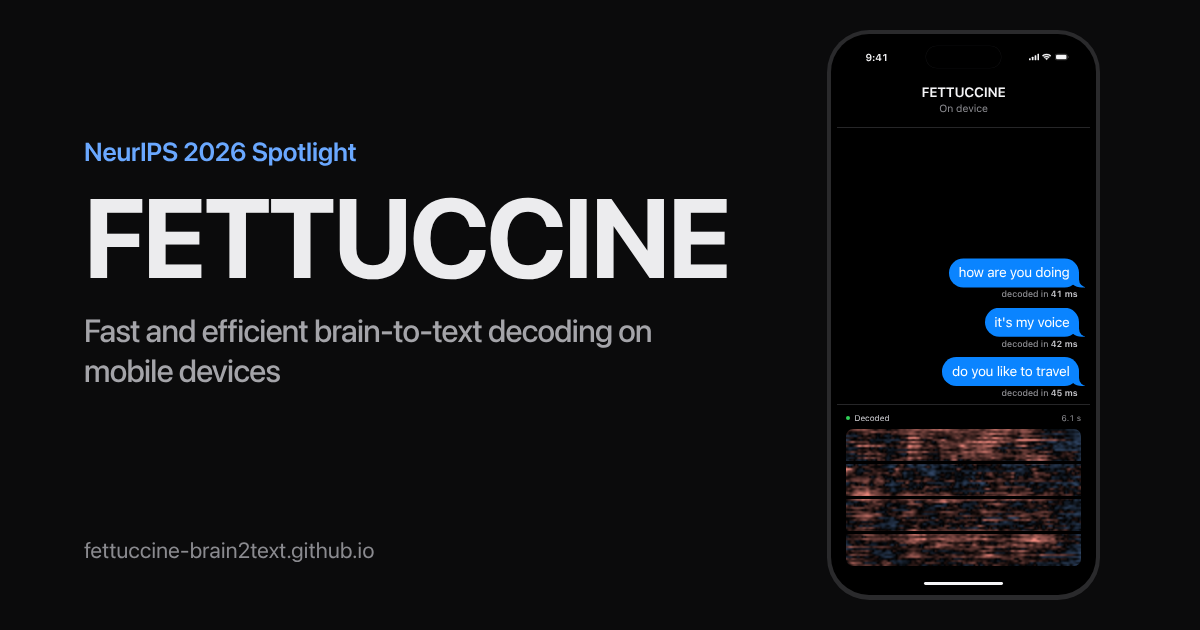 NeurIPS 2026 Spotlight
FETTUCCINE
Fast and efficient brain-to-text decoding on
mobile devices
fettuccine-brain2text.github.io
9:41
FETTUCCINE
On device
how are you doing
decoded in 41 ms
it's my voice
decoded in 42 ms
do you like to travel
decoded in 45 ms
Decoded 6.1 s